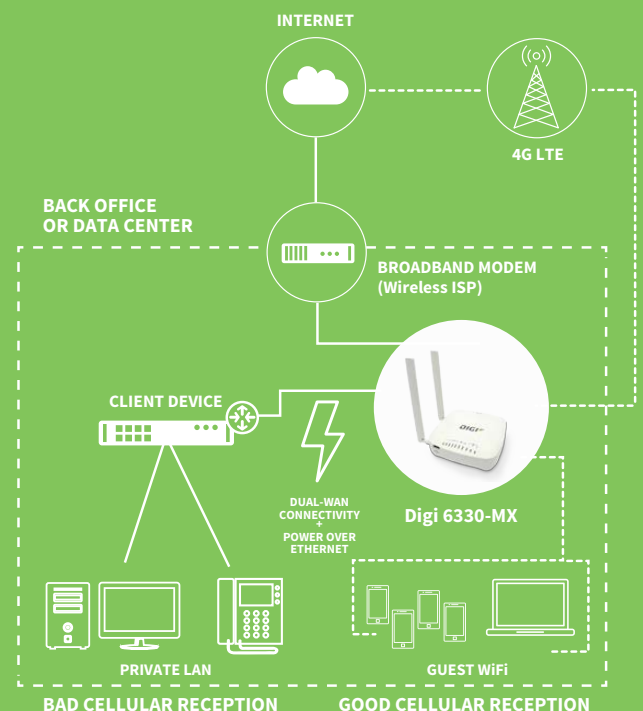 INTERNET
4G LTE
BACK OFFICE
OR DATA CENTER
BROADBAND MODEM
(Wireless ISP)
CLIENT DEVICE
DIGI
DUAL-WAN
CONNECTIVITY
+
POWER OVER
ETHERNET
Digi 6330-MX
PRIVATE LAN
GUEST WiFi
BAD CELLULAR RECEPTION
GOOD CELLULAR RECEPTION